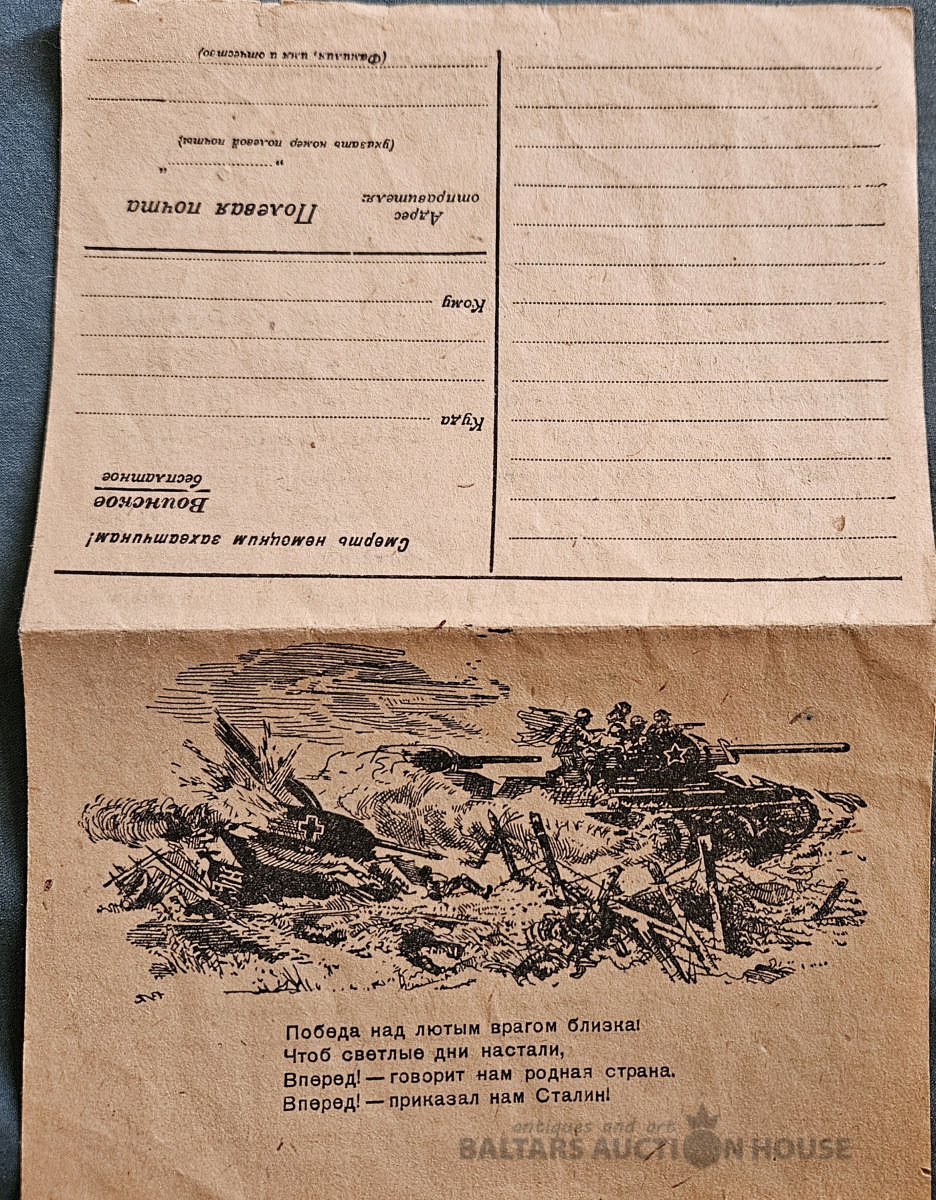 Смерть немецким захватчикам!
Воинское
бесплатное
Куда
Кому
Адрес
отправителя:
Полевая почта
„ “
(указать номер полевой почты)
(Фамилия, имя и отчество)
Победа над лютым врагом близка!
Чтоб светлые дни настали,
Вперед! — говорит нам родная страна.
Вперед! — приказал нам Сталин!
antiques and art
BALTARS AUCTION HOUSE